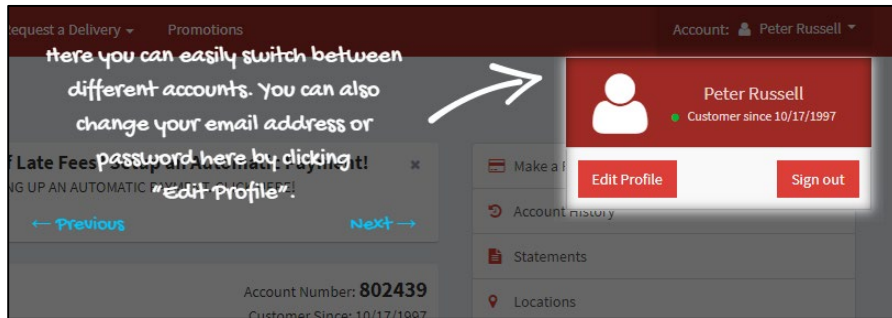 equest a Delivery Promotions Account: Peter Russell
Here you can easily switch between
different accounts. You can also
change your email address or
password here by clicking
"Edit Profile".
← Previous Next →
Peter Russell
Customer since 10/17/1997
Edit Profile Sign out
f Late Fees! Setup an Automatic Payment! ×
NG UP AN AUTOMATIC
Make a
Account History
Statements
Locations
Account Number: 802439
Customer Since: 10/17/1997